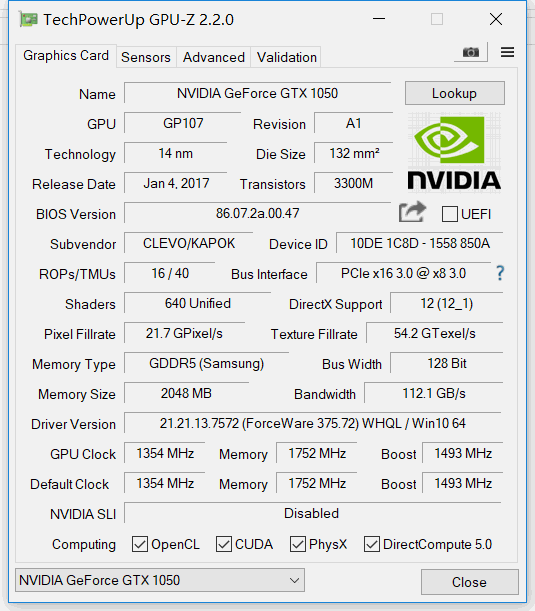 TechPowerUp GPU-Z 2.2.0
Graphics Card Sensors Advanced Validation
Name NVIDIA GeForce GTX 1050 Lookup
GPU GP107 Revision A1
Technology 14 nm Die Size 132 mm²
Release Date Jan 4, 2017 Transistors 3300M
NVIDIA
BIOS Version 86.07.2a.00.47 UEFI
Subvendor CLEVO/KAPOK Device ID 10DE 1C8D - 1558 850A
ROPs/TMUs 16 / 40 Bus Interface PCIe x16 3.0 @ x8 3.0 ?
Shaders 640 Unified DirectX Support 12 (12_1)
Pixel Fillrate 21.7 GPixel/s Texture Fillrate 54.2 GTexel/s
Memory Type GDDR5 (Samsung) Bus Width 128 Bit
Memory Size 2048 MB Bandwidth 112.1 GB/s
Driver Version 21.21.13.7572 (ForceWare 375.72) WHQL / Win10 64
GPU Clock 1354 MHz Memory 1752 MHz Boost 1493 MHz
Default Clock 1354 MHz Memory 1752 MHz Boost 1493 MHz
NVIDIA SLI Disabled
Computing OpenCL CUDA PhysX DirectCompute 5.0
NVIDIA GeForce GTX 1050 Close